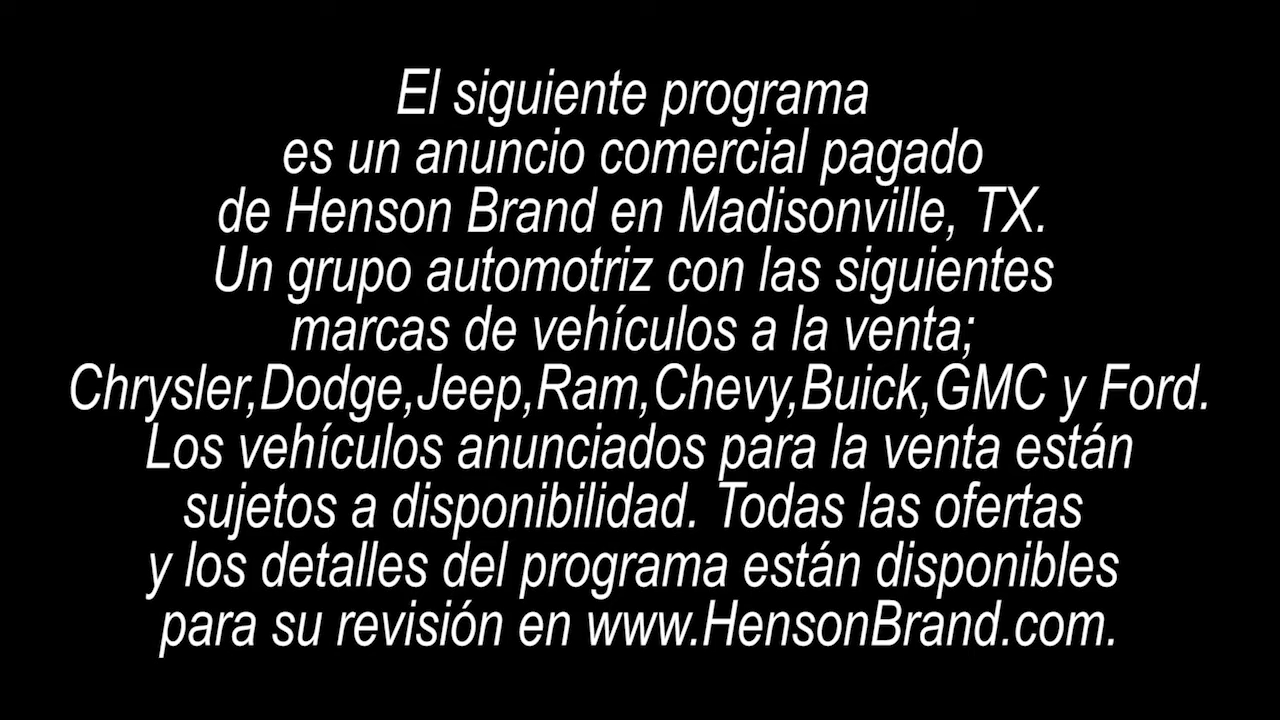 El siguiente programa
es un anuncio comercial pagado
de Henson Brand en Madisonville, TX.
Un grupo automotriz con las siguientes
marcas de vehículos a la venta;
Chrysler,Dodge,Jeep,Ram,Chevy,Buick,GMC y Ford.
Los vehículos anunciados para la venta están
sujetos a disponibilidad. Todas las ofertas
y los detalles del programa están disponibles
para su revisión en www.HensonBrand.com.